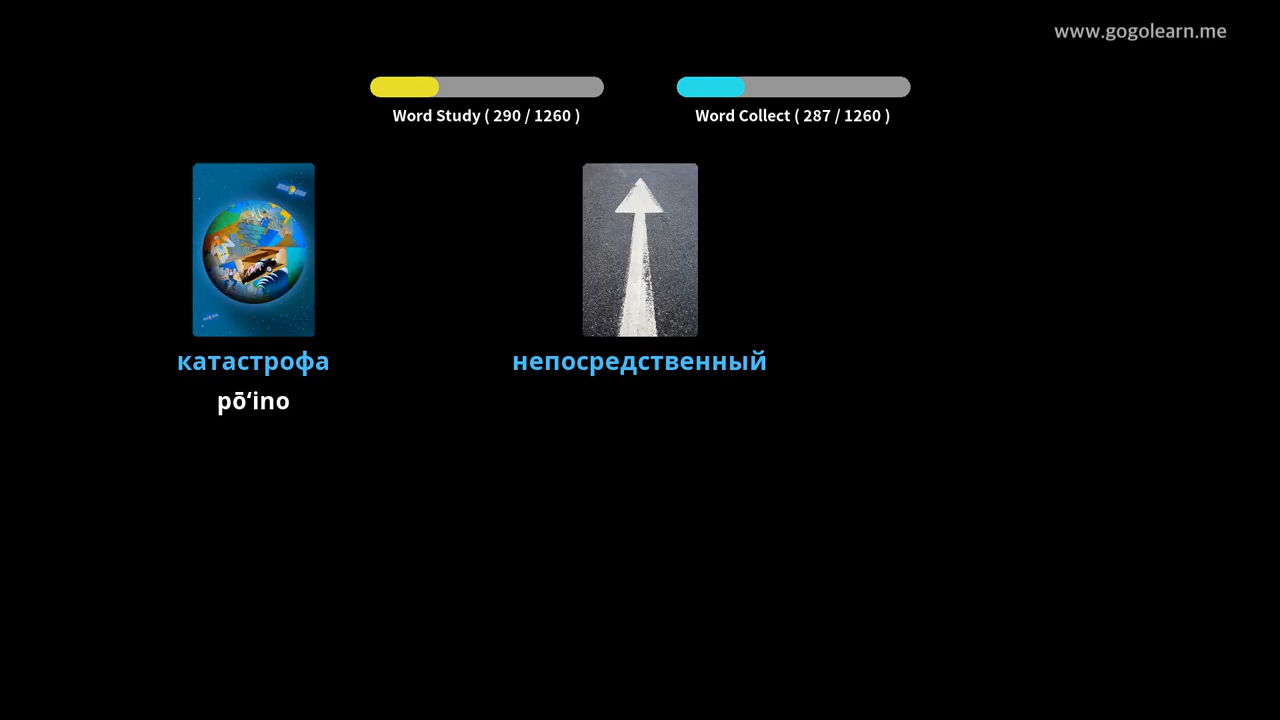 www.gogolearn.me
Word Study ( 290 / 1260 )
Word Collect ( 287 / 1260 )
катастрофа
непосредственный
pōʻino